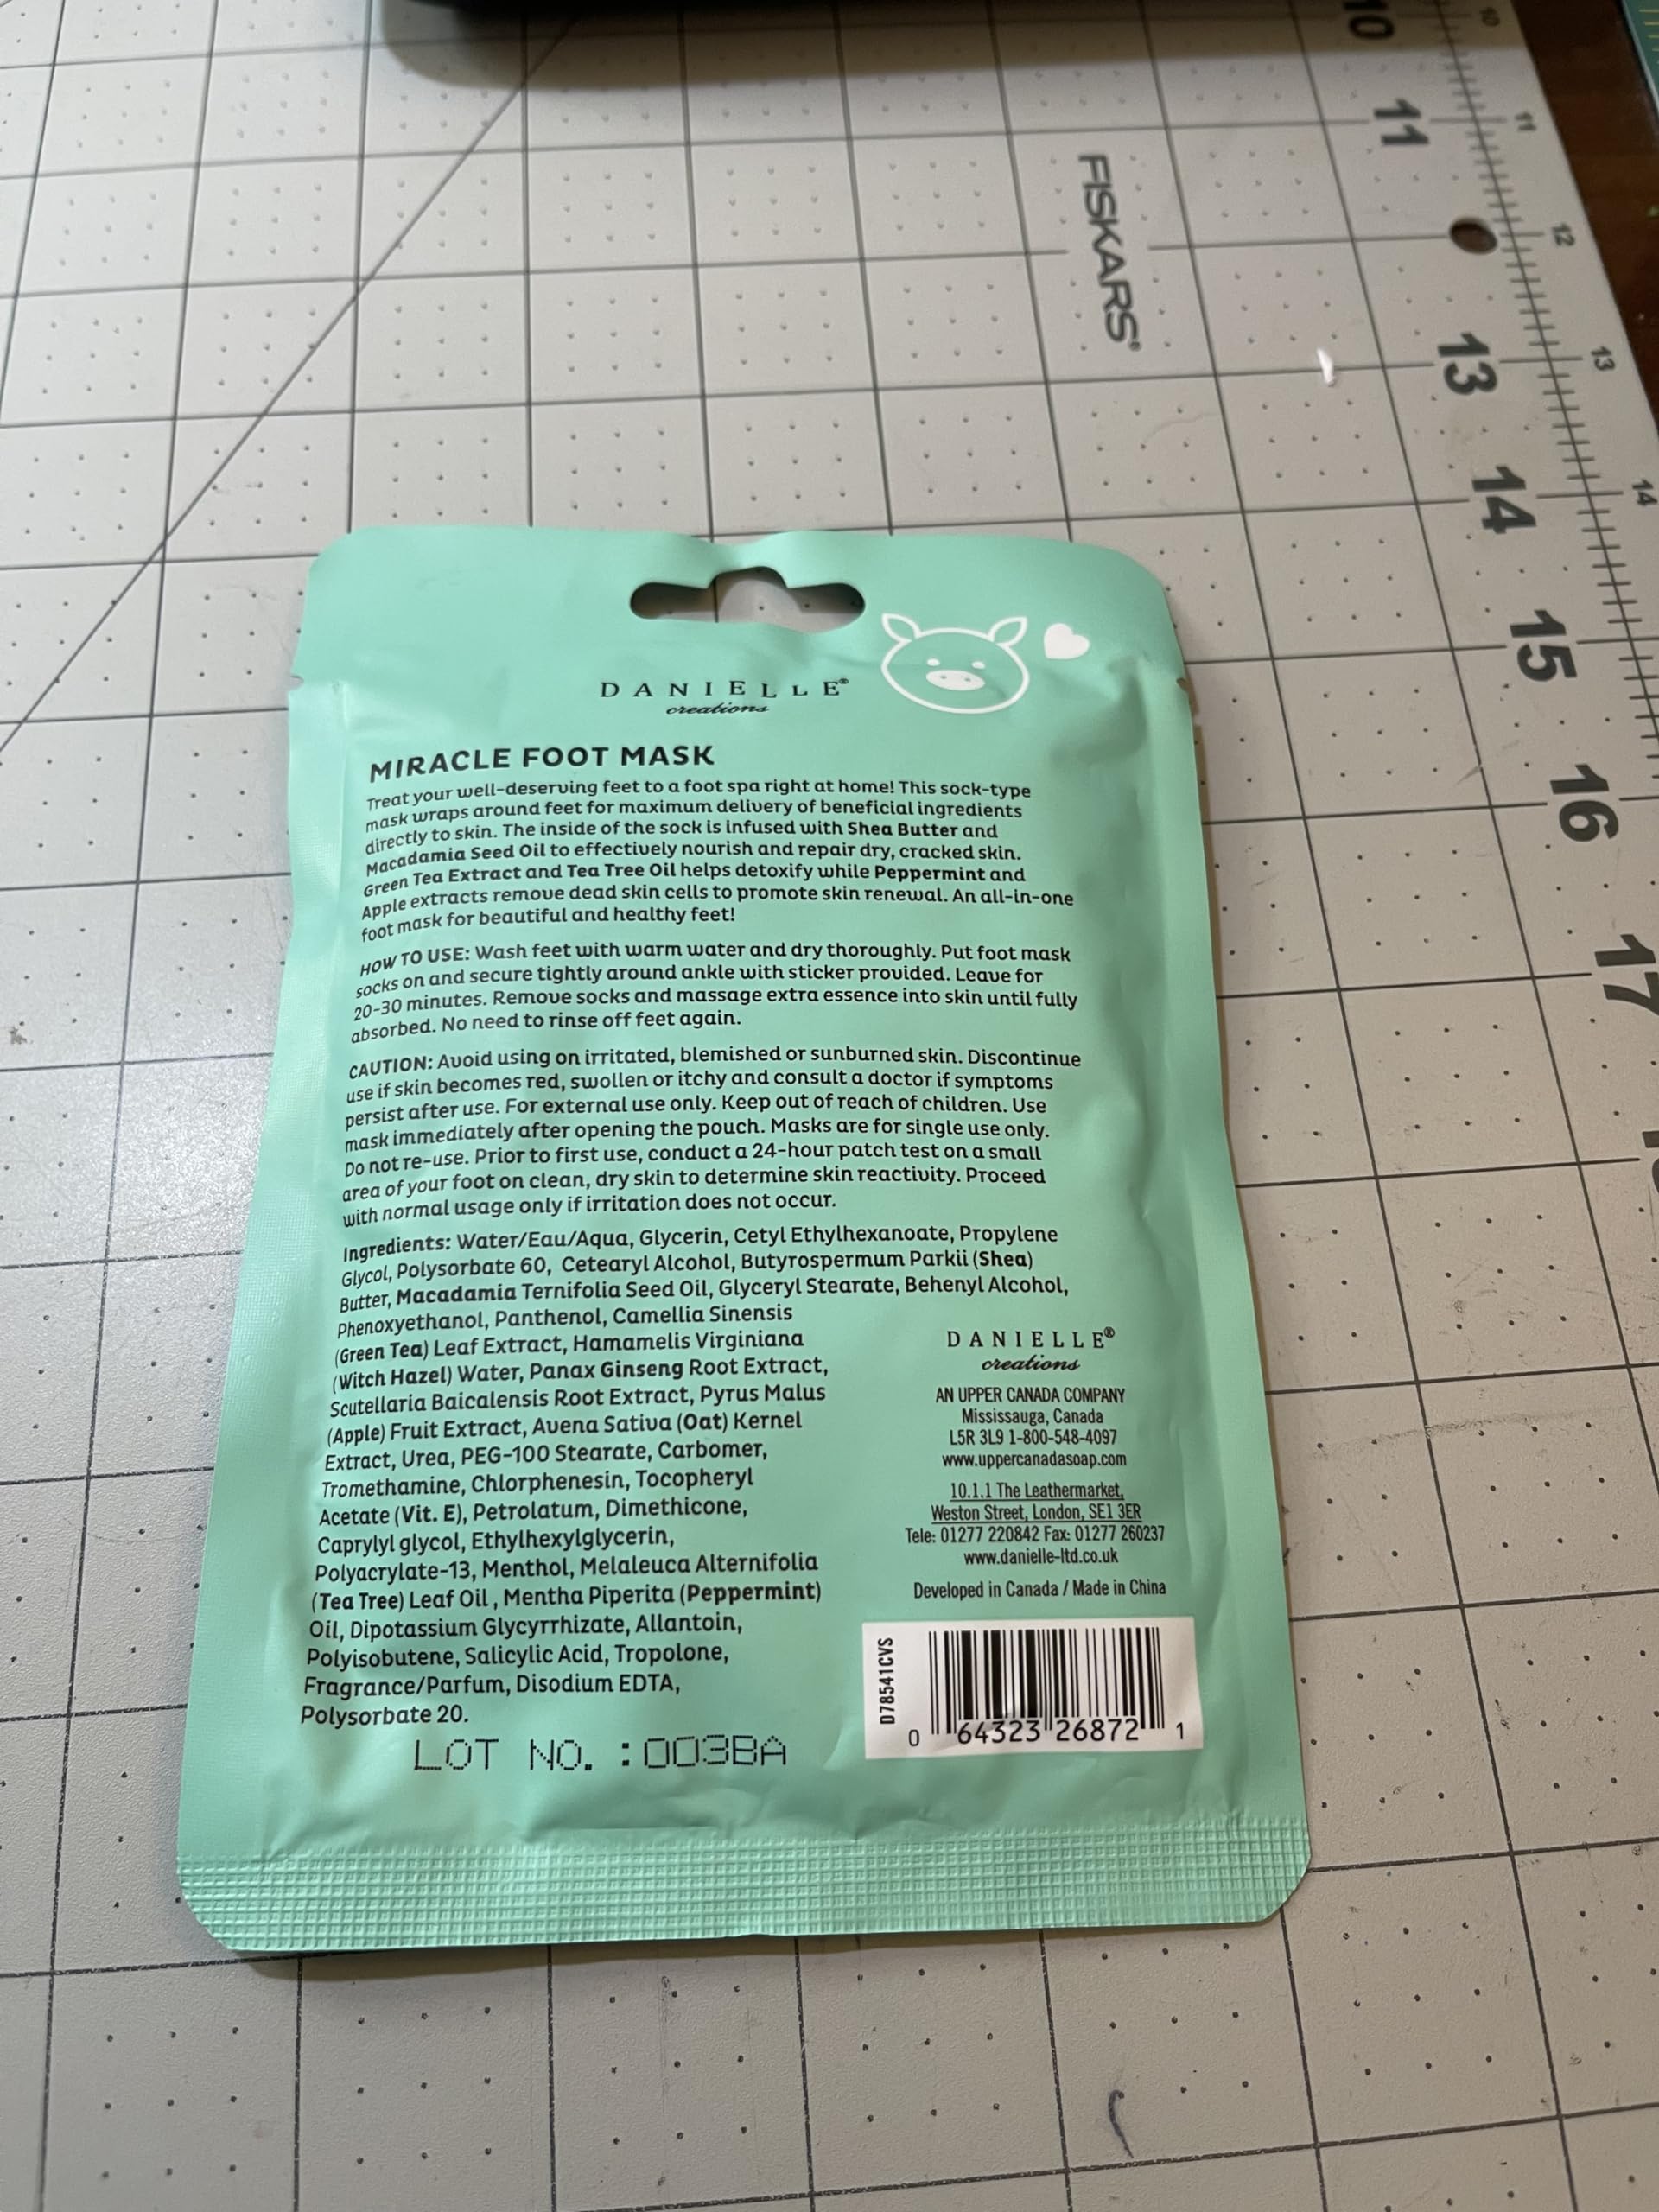 10
10
11
11
FISKARS®
12
13
13
14
14
15
16
17
DANIELLE®
creations
MIRACLE FOOT MASK
Treat your well-deserving feet to a foot spa right at home! This sock-type
mask wraps around feet for maximum delivery of beneficial ingredients
directly to skin. The inside of the sock is infused with Shea Butter and
Macadamia Seed Oil to effectively nourish and repair dry, cracked skin.
Green Tea Extract and Tea Tree Oil helps detoxify while Peppermint and
Apple extracts remove dead skin cells to promote skin renewal. An all-in-one
foot mask for beautiful and healthy feet!
HOW TO USE: Wash feet with warm water and dry thoroughly. Put foot mask
socks on and secure tightly around ankle with sticker provided. Leave for
20-30 minutes. Remove socks and massage extra essence into skin until fully
absorbed. No need to rinse off feet again.
CAUTION: Avoid using on irritated, blemished or sunburned skin. Discontinue
use if skin becomes red, swollen or itchy and consult a doctor if symptoms
persist after use. For external use only. Keep out of reach of children. Use
mask immediately after opening the pouch. Masks are for single use only.
Do not re-use. Prior to first use, conduct a 24-hour patch test on a small
area of your foot on clean, dry skin to determine skin reactivity. Proceed
with normal usage only if irritation does not occur.
Ingredients: Water/Eau/Aqua, Glycerin, Cetyl Ethylhexanoate, Propylene
Glycol, Polysorbate 60, Cetearyl Alcohol, Butyrospermum Parkii (Shea)
Butter, Macadamia Ternifolia Seed Oil, Glyceryl Stearate, Behenyl Alcohol,
Phenoxyethanol, Panthenol, Camellia Sinensis
(Green Tea) Leaf Extract, Hamamelis Virginiana
(Witch Hazel) Water, Panax Ginseng Root Extract,
Scutellaria Baicalensis Root Extract, Pyrus Malus
(Apple) Fruit Extract, Avena Sativa (Oat) Kernel
Extract, Urea, PEG-100 Stearate, Carbomer,
Tromethamine, Chlorphenesin, Tocopheryl
Acetate (Vit. E), Petrolatum, Dimethicone,
Caprylyl glycol, Ethylhexylglycerin,
Polyacrylate-13, Menthol, Melaleuca Alternifolia
(Tea Tree) Leaf Oil , Mentha Piperita (Peppermint)
Oil, Dipotassium Glycyrrhizate, Allantoin,
Polyisobutene, Salicylic Acid, Tropolone,
Fragrance/Parfum, Disodium EDTA,
Polysorbate 20.
LOT NO. :003BA
DANIELLE®
creations
AN UPPER CANADA COMPANY
Mississauga, Canada
L5R 3L9 1-800-548-4097
www.uppercanadasoap.com
10.1.1 The Leathermarket,
Weston Street, London, SE1 3ER
Tele: 01277 220842 Fax: 01277 260237
www.danielle-ltd.co.uk
Developed in Canada / Made in China
D78541CVS
0 64323 26872 1